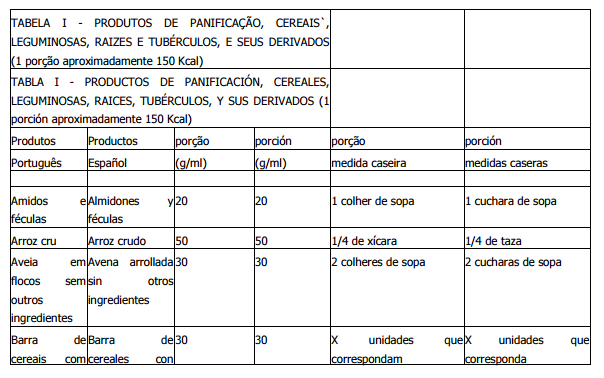 TABELA I - PRODUTOS DE PANIFICAÇÃO, CEREAIS`,
LEGUMINOSAS, RAIZES E TUBÉRCULOS, E SEUS DERIVADOS
(1 porção aproximadamente 150 Kcal)
TABLA I - PRODUCTOS DE PANIFICACIÓN, CEREALES,
LEGUMINOSAS, RAICES, TUBÉRCULOS, Y SUS DERIVADOS (1
porción aproximadamente 150 Kcal)
Produtos Productos porção porción porção porción
Português Español (g/ml) (g/ml) medida caseira medidas caseras
Amidos e Almidones y 20 20 1 colher de sopa 1 cuchara de sopa
féculas féculas
Arroz cru Arroz crudo 50 50 1/4 de xícara 1/4 de taza
Aveia em Avena arrollada 30 30 2 colheres de sopa 2 cucharas de sopa
flocos sem sin otros
outros ingredientes
ingredientes
Barra de Barra de 30 30 X unidades que X unidades que
cereais com cereales con correspondam corresponda